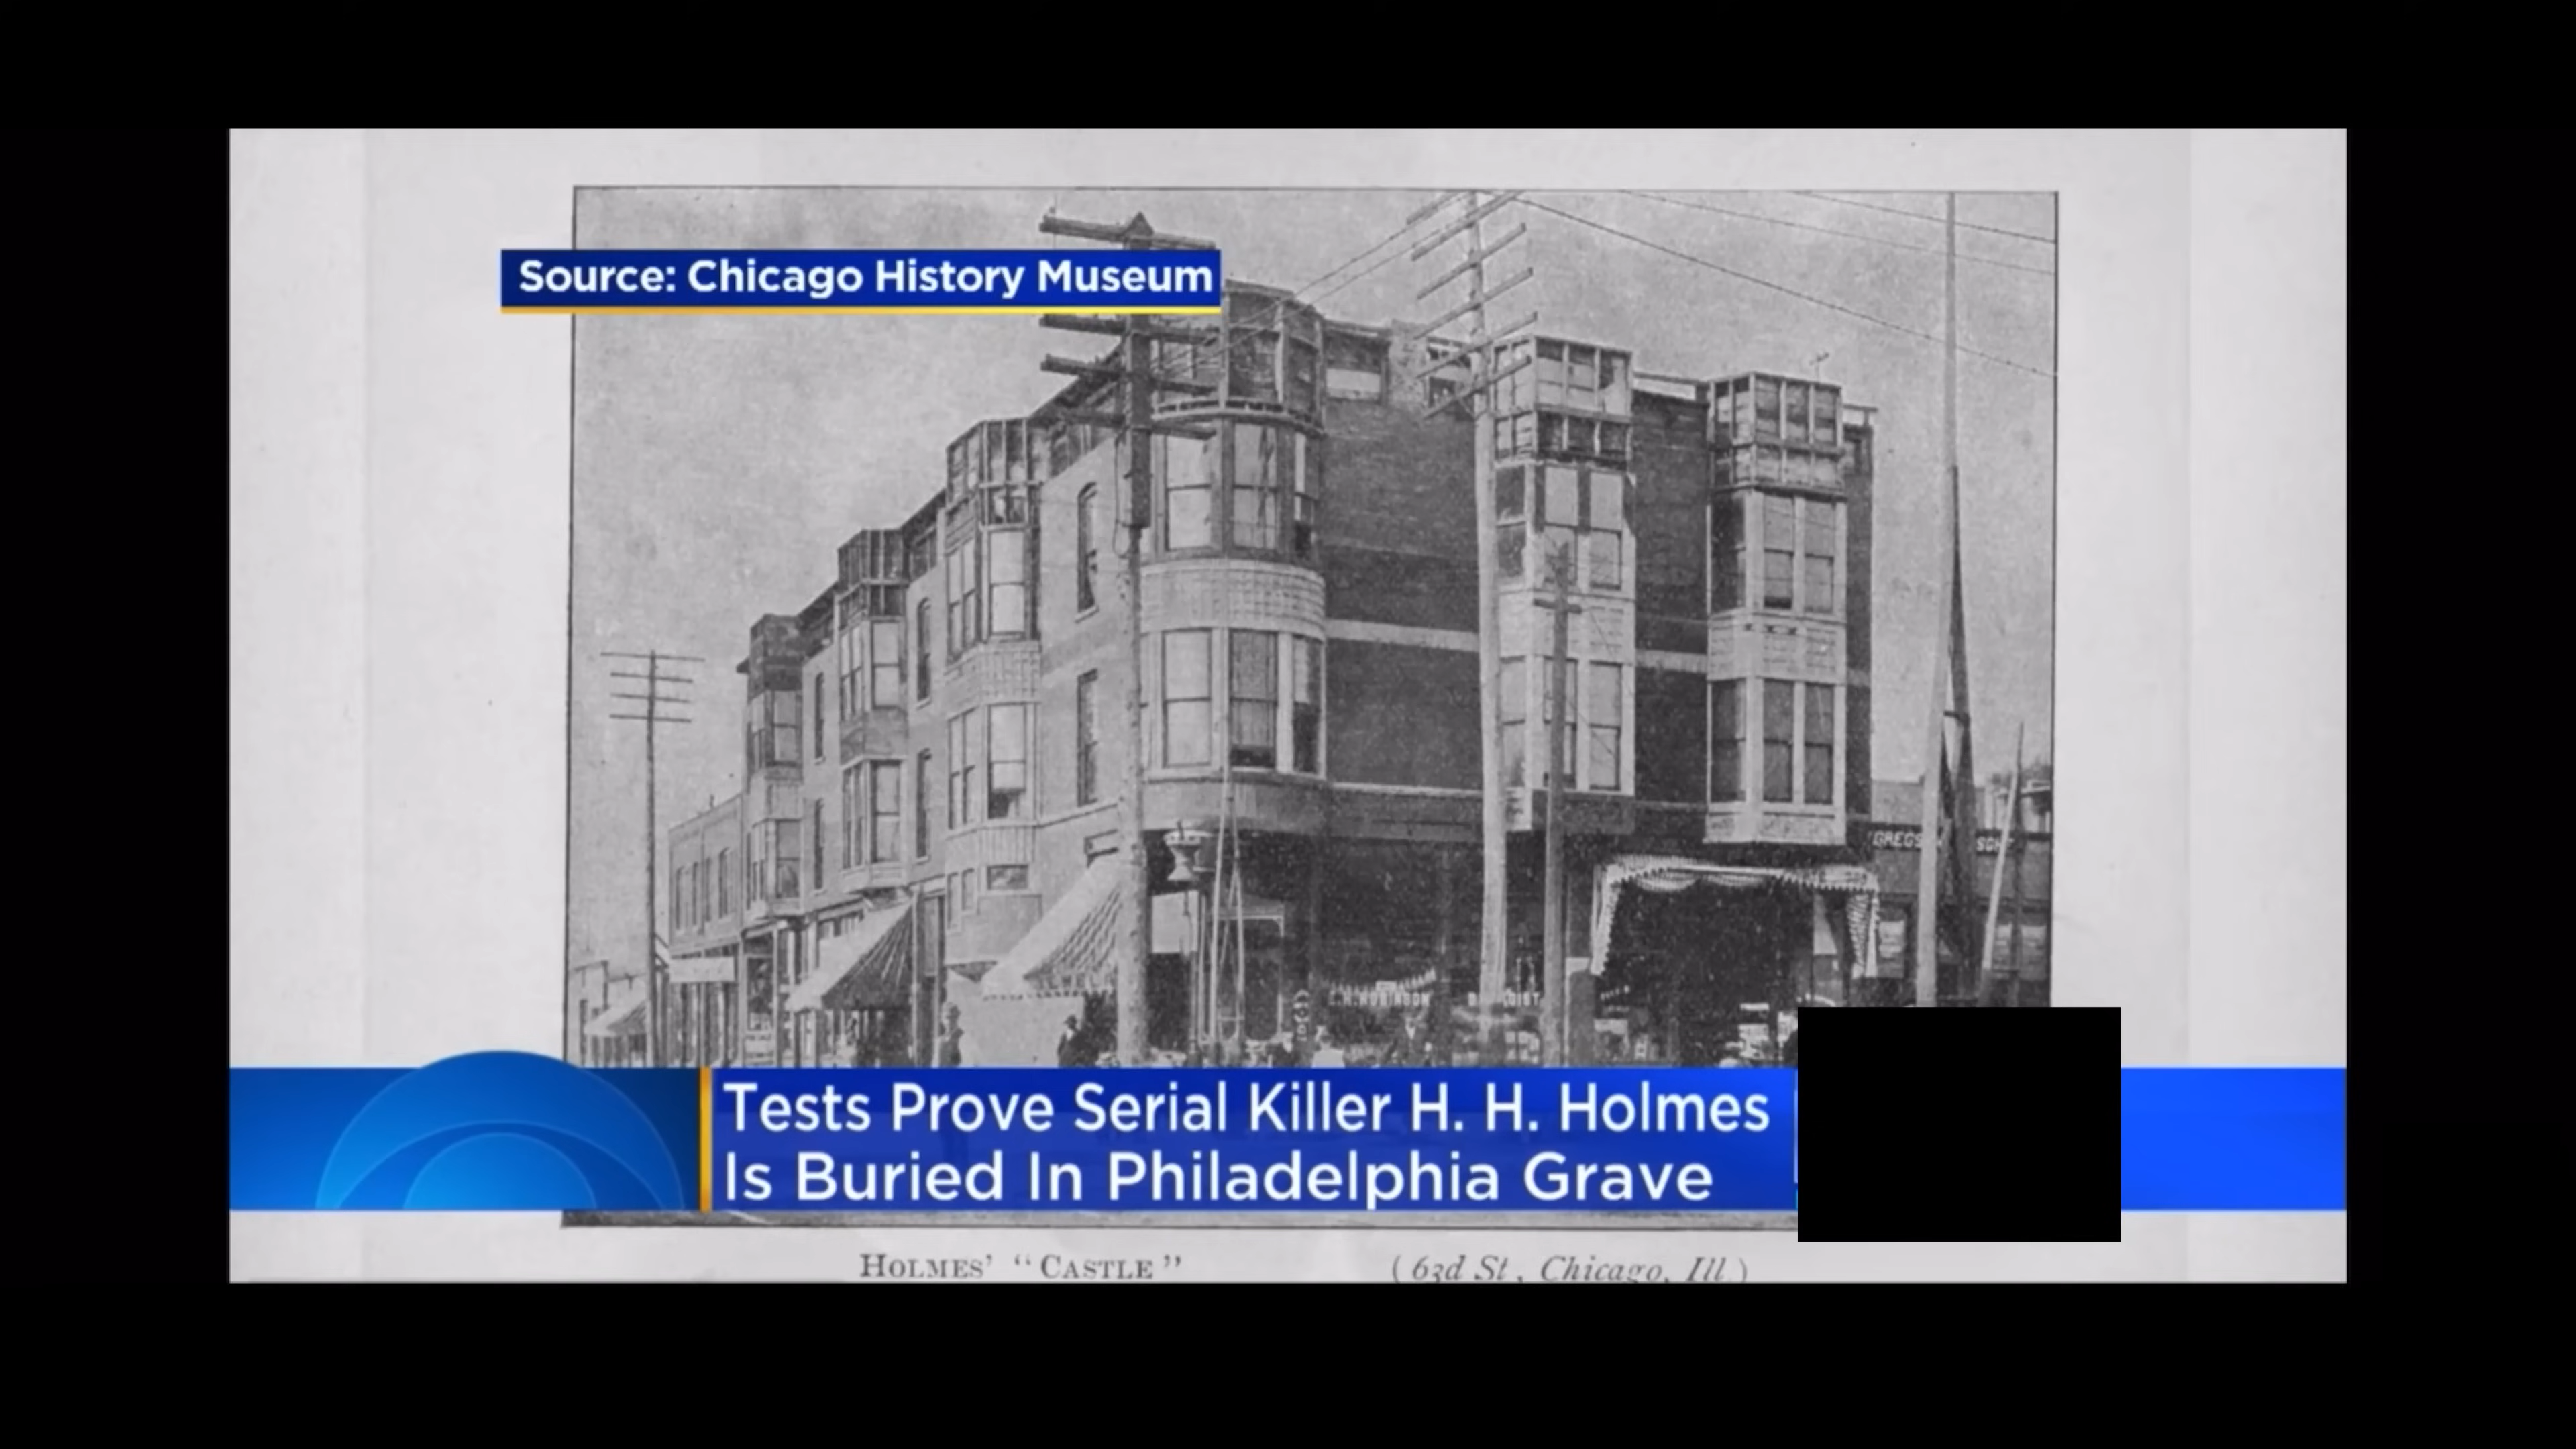 Source: Chicago History Museum
E. H. ROBINSON
Tests Prove Serial Killer H. H. Holmes
Is Buried In Philadelphia Grave
HOLMES' “CASTLE” (63d St, Chicago, Ill)